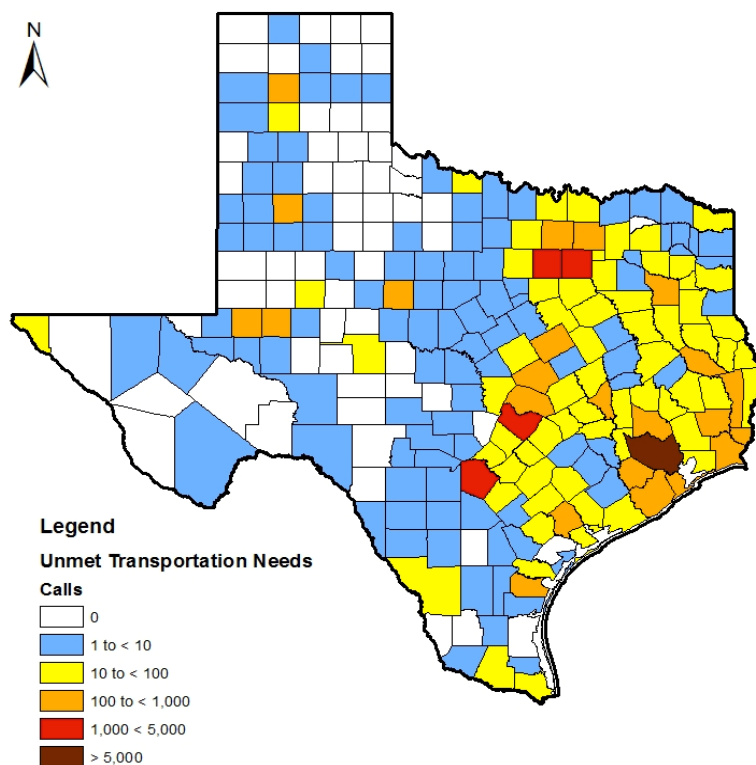 N
Legend
Unmet Transportation Needs
Calls
0
1 to < 10
10 to < 100
100 to < 1,000
1,000 < 5,000
> 5,000